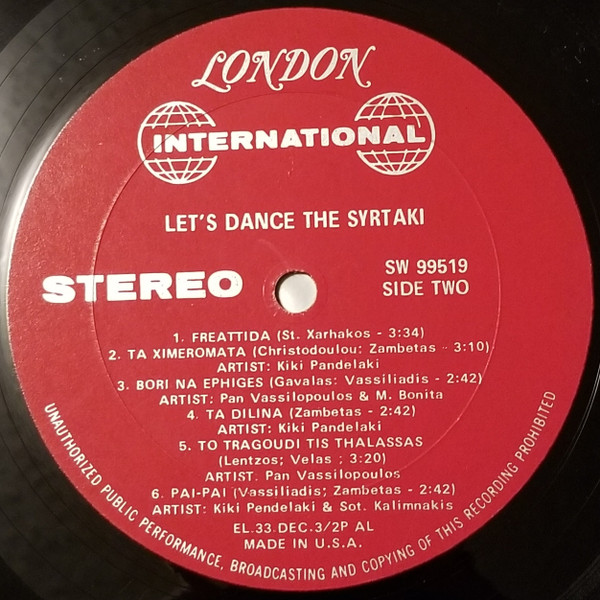 LONDON
INTERNATIONAL
LET'S DANCE THE SYRTAKI
STEREO
SW 99519
SIDE TWO
1. FREATTIDA (St. Xarhakos - 3:34)
2. TA XIMEROMATA (Christodoulou: Zambetas - 3:10)
ARTIST: Kiki Pandelaki
3. BORI NA EPHIGES (Gavalas: Vassiliadis - 2:42)
ARTIST: Pan Vassilopoulos & M. Bonita
4. TA DILINA (Zambetas - 2:42)
ARTIST: Kiki Pandelaki
5. TO TRAGOUDI TIS THALASSAS
(Lentzos; Velas ; 3:20)
ARTIST. Pan Vassilopoulos
6. PAI-PAI (Vassiliadis; Zambetas - 2:42)
ARTIST: Kiki Pendelaki & Sot. Kalimnakis
EL.33.DEC.3/2P AL
MADE IN U.S.A.
UNAUTHORIZED PUBLIC PERFORMANCE, BROADCASTING AND COPYING OF THIS RECORDING PROHIBITED